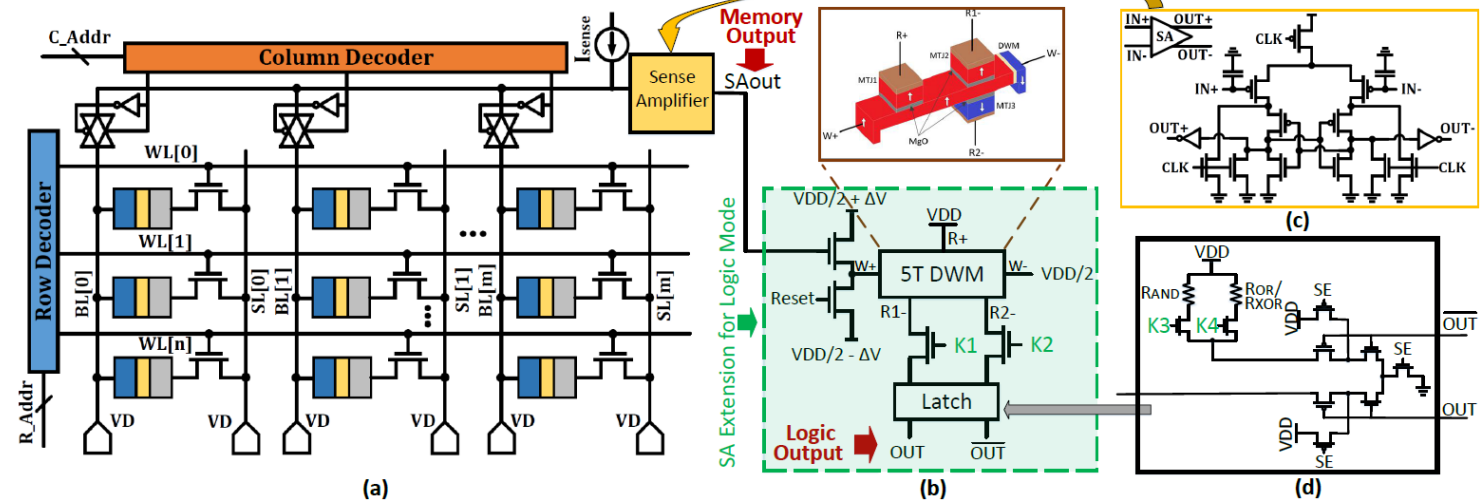 C_Addr
Column Decoder
Isense
Sense
Amplifier
Memory
Output
SAout
Row Decoder
R_Addr
WL[0]
WL[1]
WL[n]
BL[0]
SL[0]
BL[1]
SL[1]
BL[m]
SL[m]
...
...
VD
VD
VD
VD
VD
VD
(a)
R+
R1-
MTJ1
MTJ2
DWM
W-
MTJ3
W+
MgO
R2-
SA Extension for Logic Mode
VDD/2 + ΔV
VDD
R+
W+
5T DWM
W-
VDD/2
Reset
R1-
R2-
VDD/2 - ΔV
K1
K2
Latch
Logic
Output
OUT
OUT
(b)
IN+
OUT+
SA
IN-
OUT-
CLK
IN+
IN-
OUT+
OUT-
CLK
CLK
(c)
VDD
RAND
ROR/
RXOR
K3
K4
SE
VDD
OUT
SE
OUT
VDD
SE
(d)